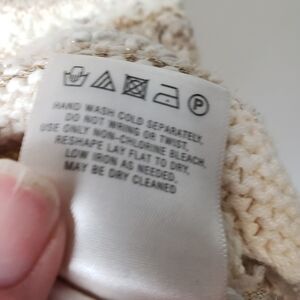 P
HAND WASH COLD SEPARATELY,
DO NOT WRING OR TWIST,
USE ONLY NON-CHLORINE BLEACH,
RESHAPE LAY FLAT TO DRY,
LOW IRON AS NEEDED,
MAY BE DRY CLEANED